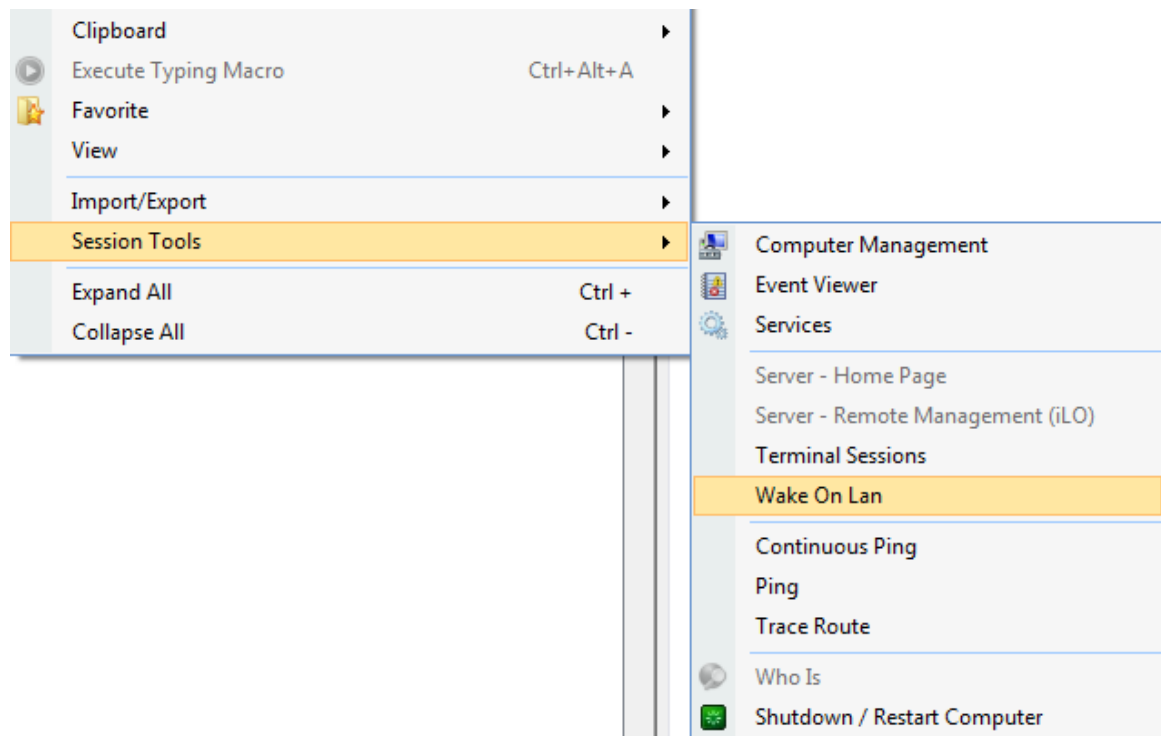 Clipboard
Execute Typing Macro Ctrl+Alt+A
Favorite
View
Import/Export
Session Tools
Expand All Ctrl +
Collapse All Ctrl -
Computer Management
Event Viewer
Services
Server - Home Page
Server - Remote Management (iLO)
Terminal Sessions
Wake On Lan
Continuous Ping
Ping
Trace Route
Who Is
Shutdown / Restart Computer